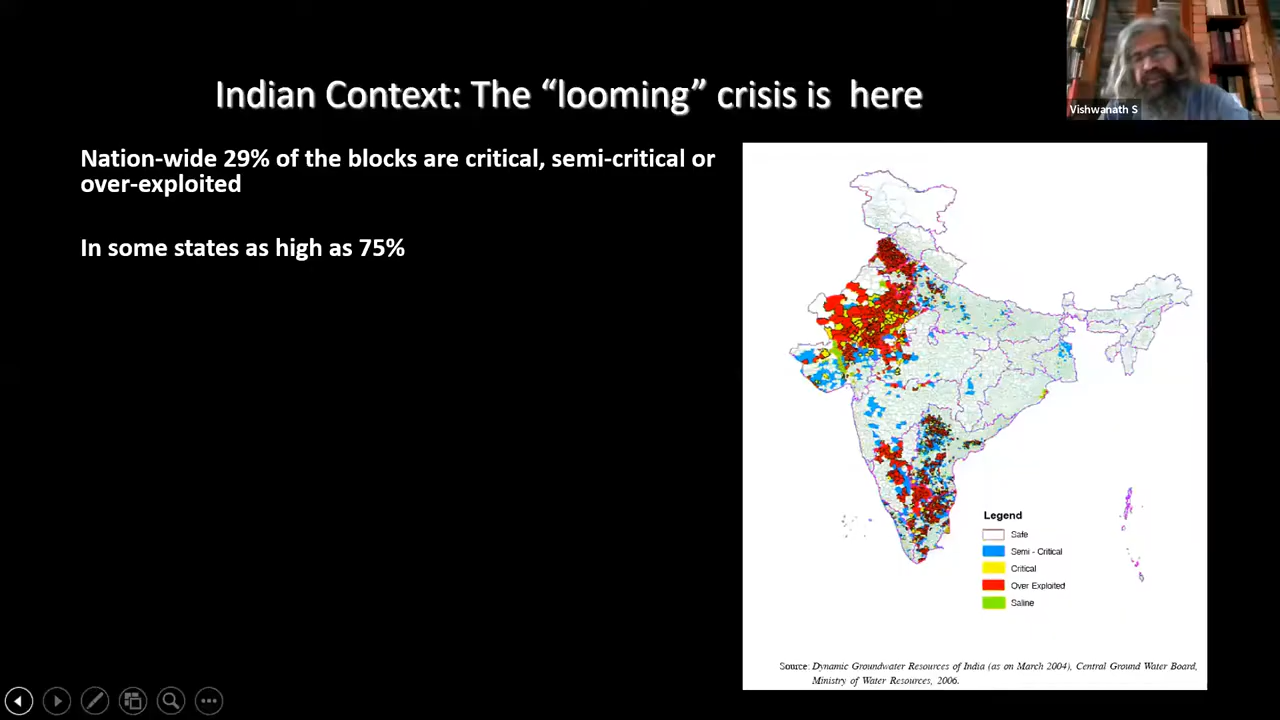 Indian Context: The “looming” crisis is here
Vishwanath S
Nation-wide 29% of the blocks are critical, semi-critical or
over-exploited
In some states as high as 75%
Legend
Safe
Semi - Critical
Critical
Over Exploited
Saline
Source: Dynamic Groundwater Resources of India (as on March 2004), Central Ground Water Board,
Ministry of Water Resources, 2006.